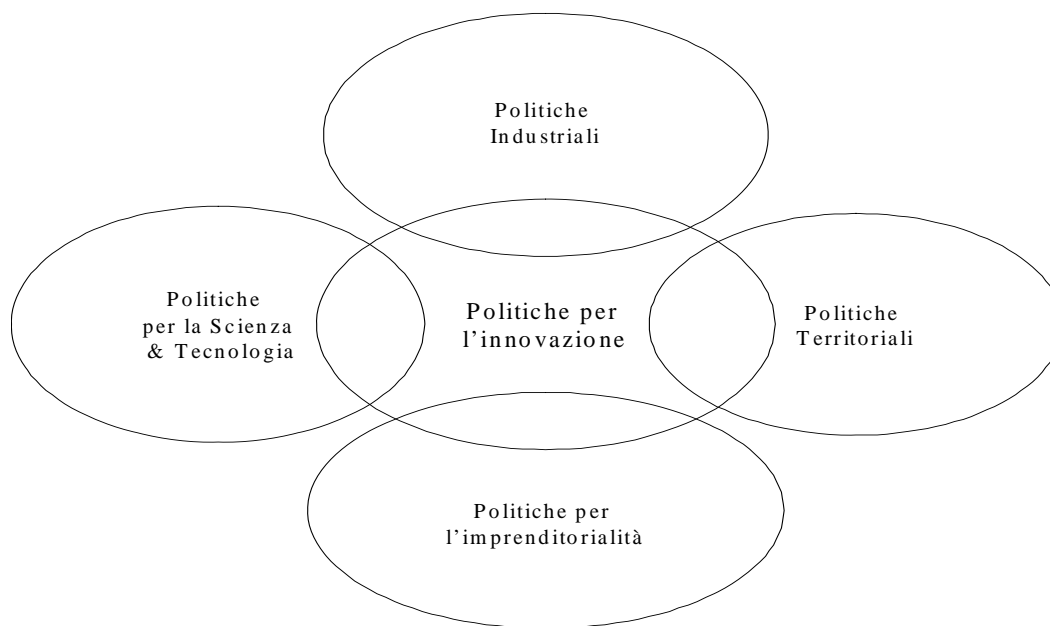 Politiche
Industriali
Politiche
per la Scienza
& Tecnologia
Politiche per
l’innovazione
Politiche
Territoriali
Politiche per
l’imprenditorialità